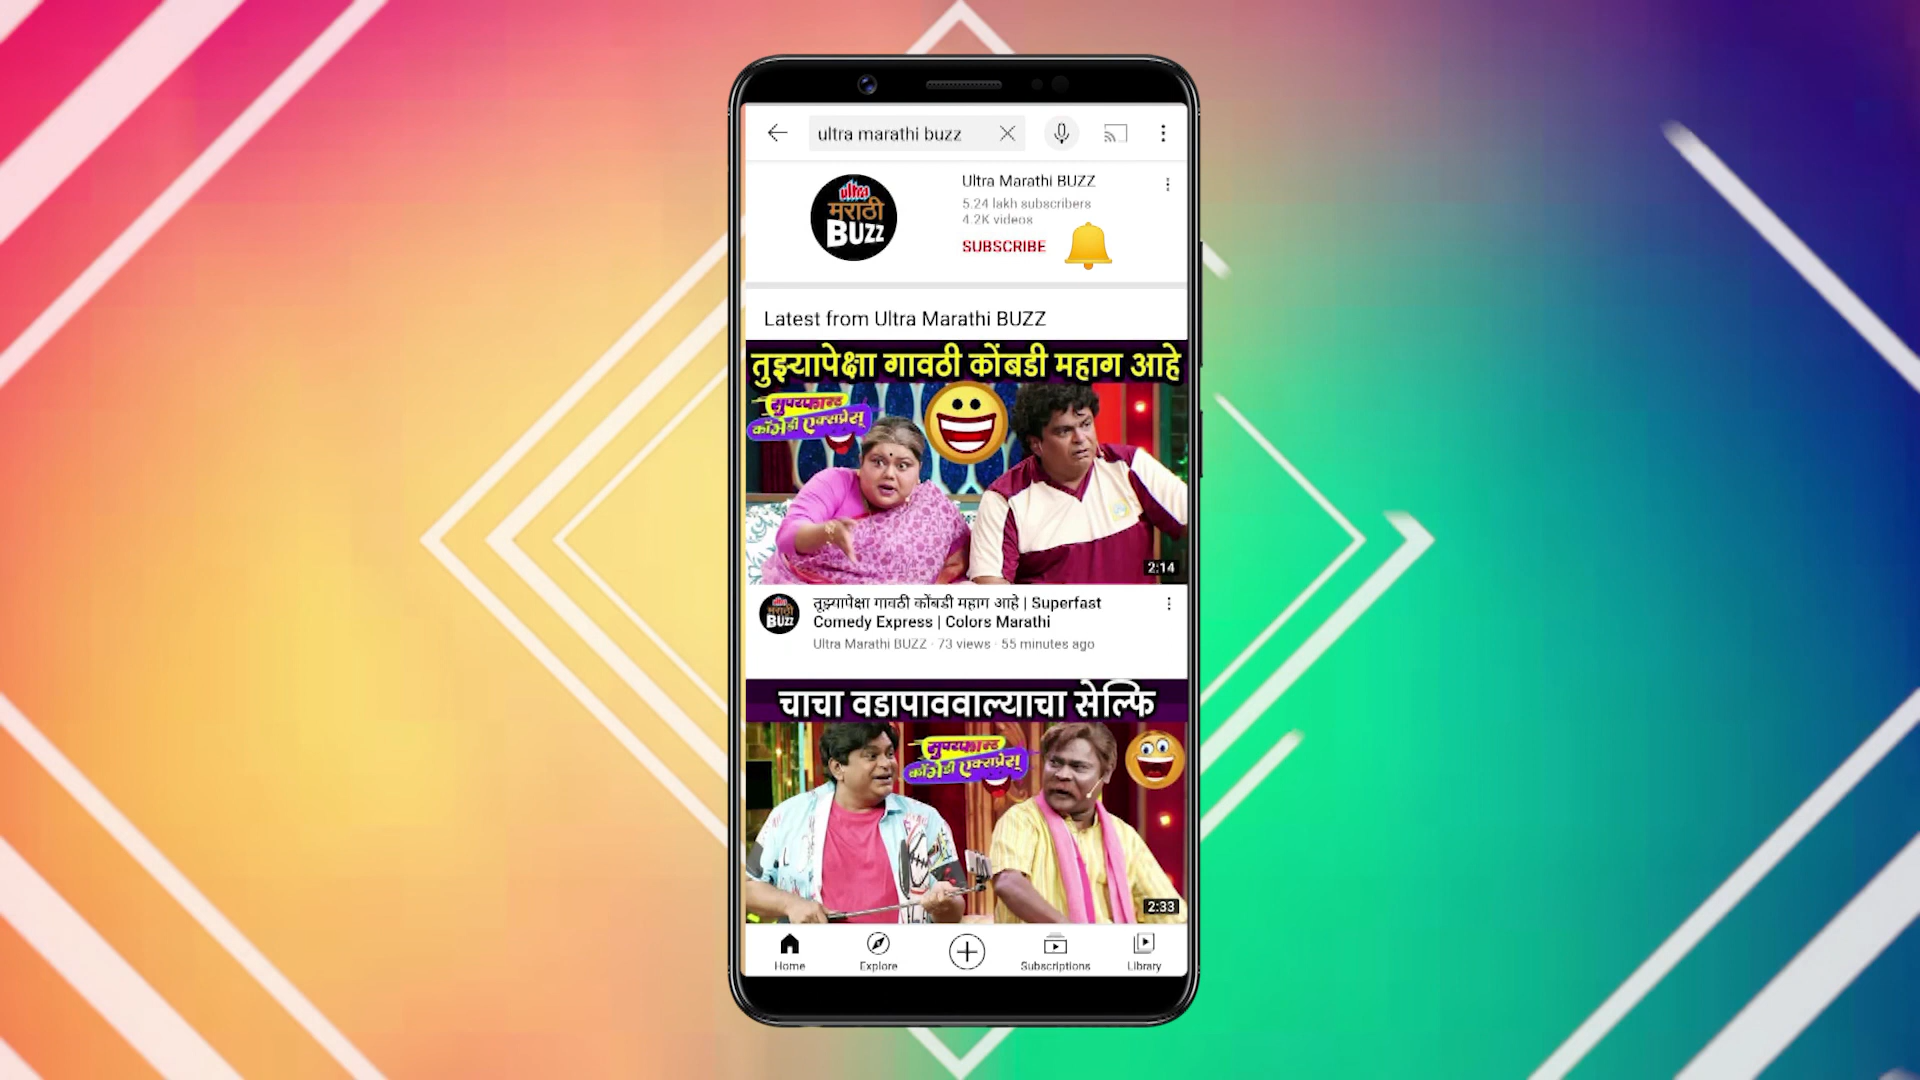 ultra marathi buzz
ultra
मराठी
BUZZ
Ultra Marathi BUZZ
5.24 lakh subscribers
4.2K videos
SUBSCRIBE
Latest from Ultra Marathi BUZZ
तुझ्यापेक्षा गावठी कोंबडी महाग आहे
सुपरफास्ट
कॉमेडी एक्सप्रेस्
2:14
ultra
मराठी
BUZZ
तूझ्यापेक्षा गावठी कोंबडी महाग आहे | Superfast
Comedy Express | Colors Marathi
Ultra Marathi BUZZ · 73 views · 55 minutes ago
चाचा वडापाववाल्याचा सेल्फि
सुपरफास्ट
कॉमेडी एक्सप्रेस्
2:33
Home
Explore
Subscriptions
Library